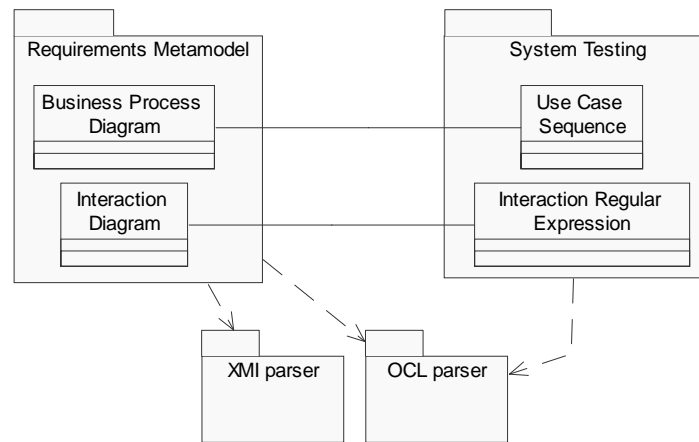 Requirements Metamodel
System Testing
Business Process
Diagram
Use Case
Sequence
Interaction
Diagram
Interaction Regular
Expression
XMI parser
OCL parser